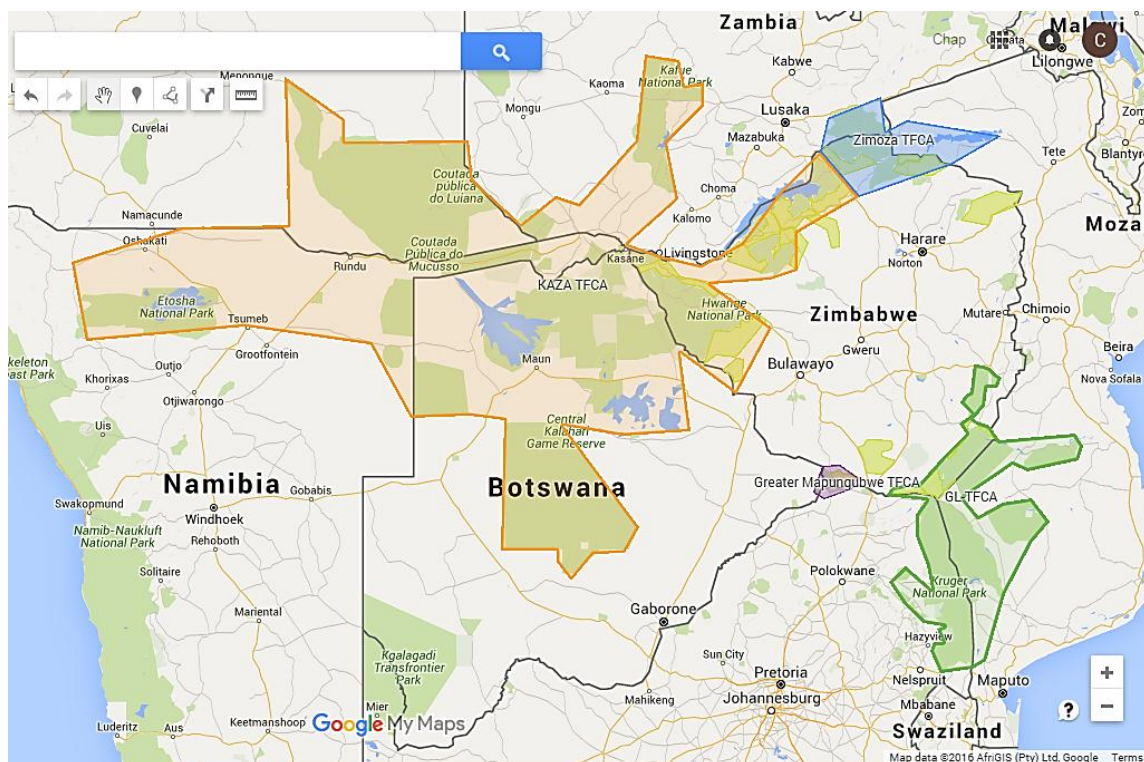 Zambia
Malawi
Chap
C
Lilongwe
Menongue
Kafue
National Park
Kabwe
Kaoma
Mongu
Lusaka
Cuvelai
Mazabuka
Zimoza TFCA
Tete
Blantyre
Coutada
pública
do Luiana
Choma
Kalomo
Namacunde
Oshakati
Moza
Rundu
Coutada
Pública do
Mucusso
Kasane
Livingstone
Harare
Norton
KAZA TFCA
Etosha
National Park
Tsumeb
Hwange
National Park
Zimbabwe
Mutare
Chimoio
Grootfontein
Gweru
Beira
Outjo
Maun
Bulawayo
Nova Sofala
Khorixas
Otjiwarongo
Uis
Central
Kalahari
Game Reserve
Namibia
Gobabis
Botswana
Greater Mapungubwe TFCA
GL-TFCA
Swakopmund
Windhoek
Namib-Naukluft
National Park
Rehoboth
Solitaire
Polokwane
Kruger
National Park
Mariental
Gaborone
Hazyview
Kgalagadi
Transfrontier
Park
Sun City
Pretoria
Nelspruit
Maputo
Mier
Mahikeng
Johannesburg
Mbabane
Luderitz
Aus
Keetmanshoop
Google My Maps
Swaziland
+
−
?
Map data ©2016 AfriGIS (Pty) Ltd, Google Terms